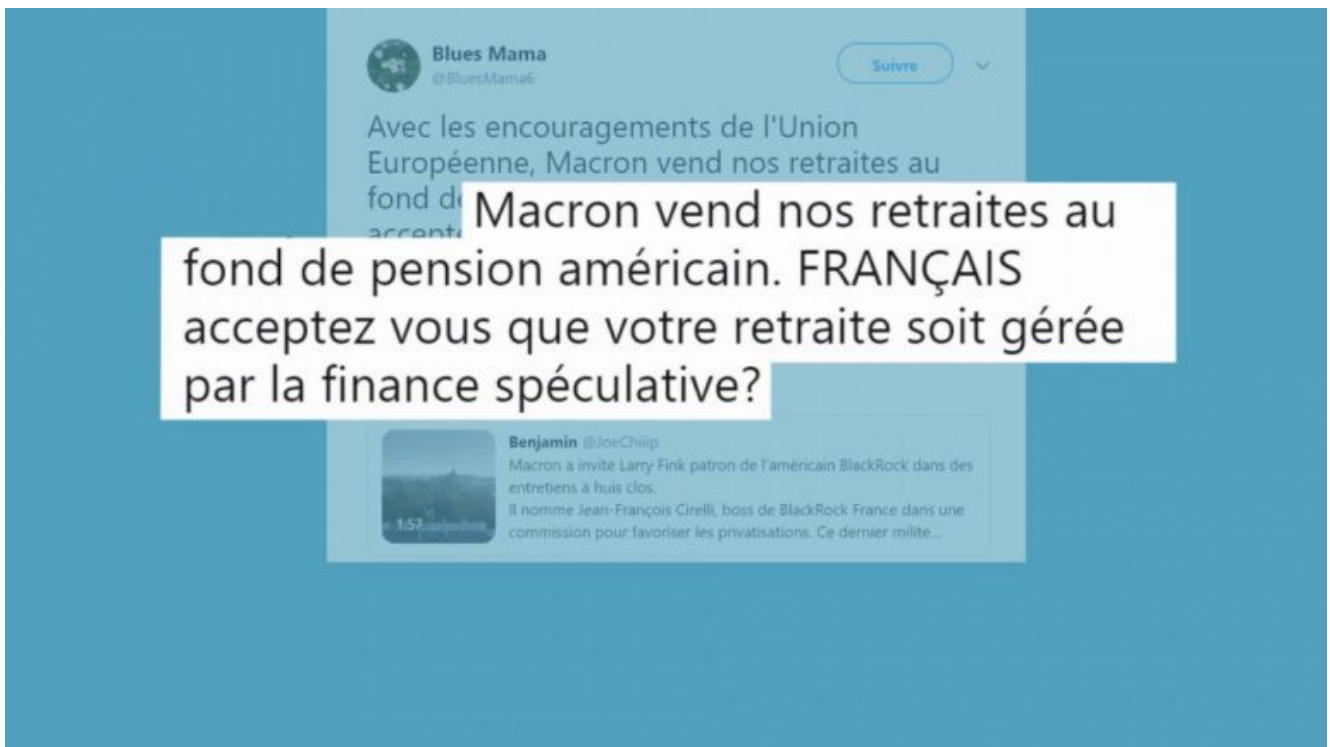 Blues Mama
@BluesMama6
Suivre
Avec les encouragements de l'Union
Européenne, Macron vend nos retraites au
fond de
accepte
Macron vend nos retraites au
fond de pension américain. FRANÇAIS
acceptez vous que votre retraite soit gérée
par la finance spéculative?
Benjamin @JoeChiiip
Macron a invité Larry Fink patron de l'américain BlackRock dans des
entretiens à huis clos.
Il nomme Jean-François Cirelli, boss de BlackRock France dans une
commission pour favoriser les privatisations. Ce dernier milite...
1:57